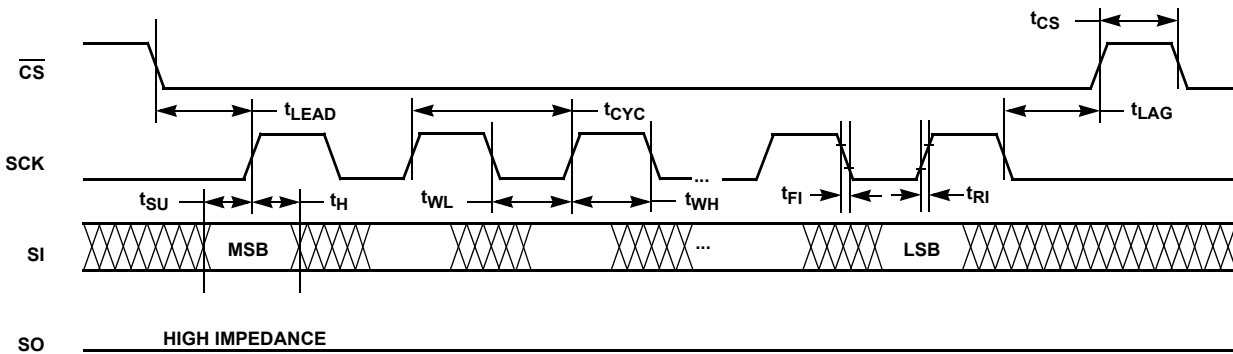 tCS
CS
tLEAD
tCYC
tLAG
SCK
...
tSU
tH
tWL
tWH
tFI
tRI
SI
MSB
...
LSB
SO
HIGH IMPEDANCE